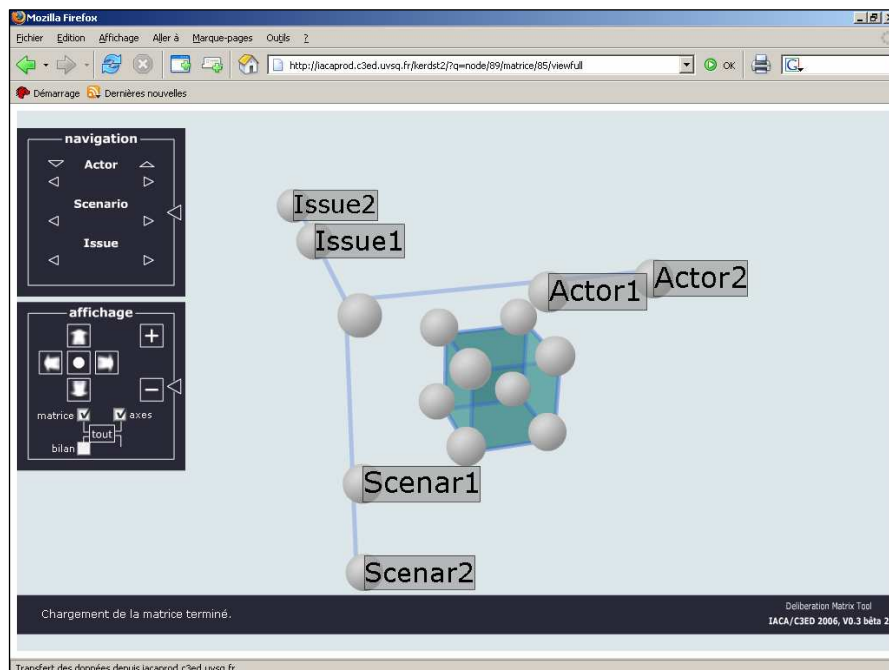 Mozilla Firefox
Fichier Edition Affichage Aller à Marque-pages Outils ?
http://iacaprod.c3ed.uvsq.fr/kerdst2/?q=node/89/matrice/85/viewfull OK G
Démarrage Dernières nouvelles
navigation
Actor
Scenario
Issue
affichage
matrice axes
tout
bilan
Issue2
Issue1
Actor1 Actor2
Scenar1
Scenar2
Chargement de la matrice terminé.
Deliberation Matrix Tool
IACA/C3ED 2006, V0.3 bêta 2
Transfert des données depuis iacaprod.c3ed.uvsq.fr